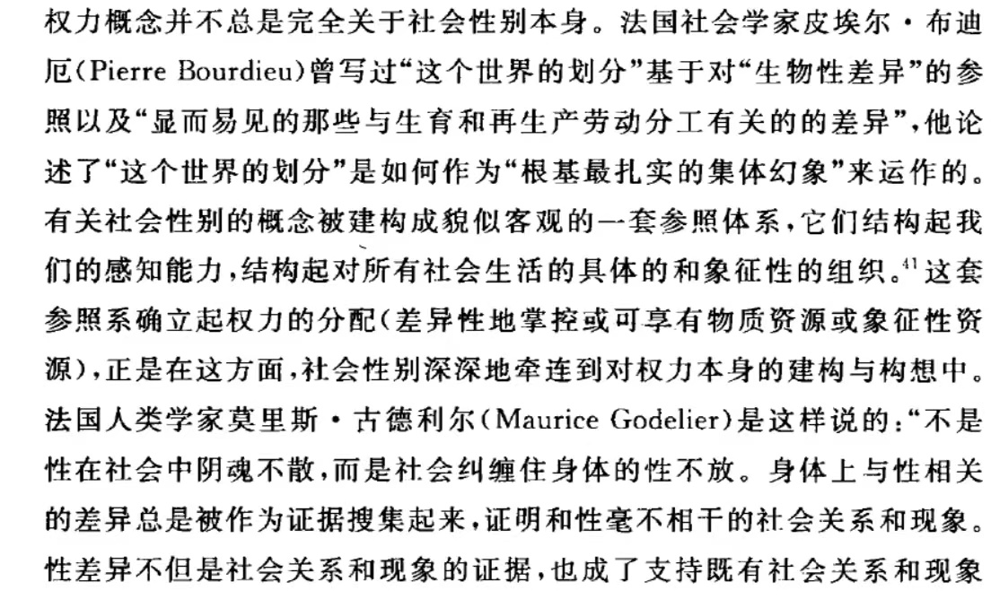 权力概念并不总是完全关于社会性别本身。法国社会学家皮埃尔·布迪
厄(Pierre Bourdieu)曾写过“这个世界的划分”基于对“生物性差异”的参
照以及“显而易见的那些与生育和再生产劳动分工有关的的差异”,他论
述了“这个世界的划分”是如何作为“根基最扎实的集体幻象”来运作的。
有关社会性别的概念被建构成貌似客观的一套参照体系,它们结构起我
们的感知能力,结构起对所有社会生活的具体的和象征性的组织。41这套
参照系确立起权力的分配(差异性地掌控或可享有物质资源或象征性资
源),正是在这方面,社会性别深深地牵连到对权力本身的建构与构想中。
法国人类学家莫里斯·古德利尔(Maurice Godelier)是这样说的:“不是
性在社会中阴魂不散,而是社会纠缠住身体的性不放。身体上与性相关
的差异总是被作为证据搜集起来,证明和性毫不相干的社会关系和现象。
性差异不但是社会关系和现象的证据,也成了支持既有社会关系和现象